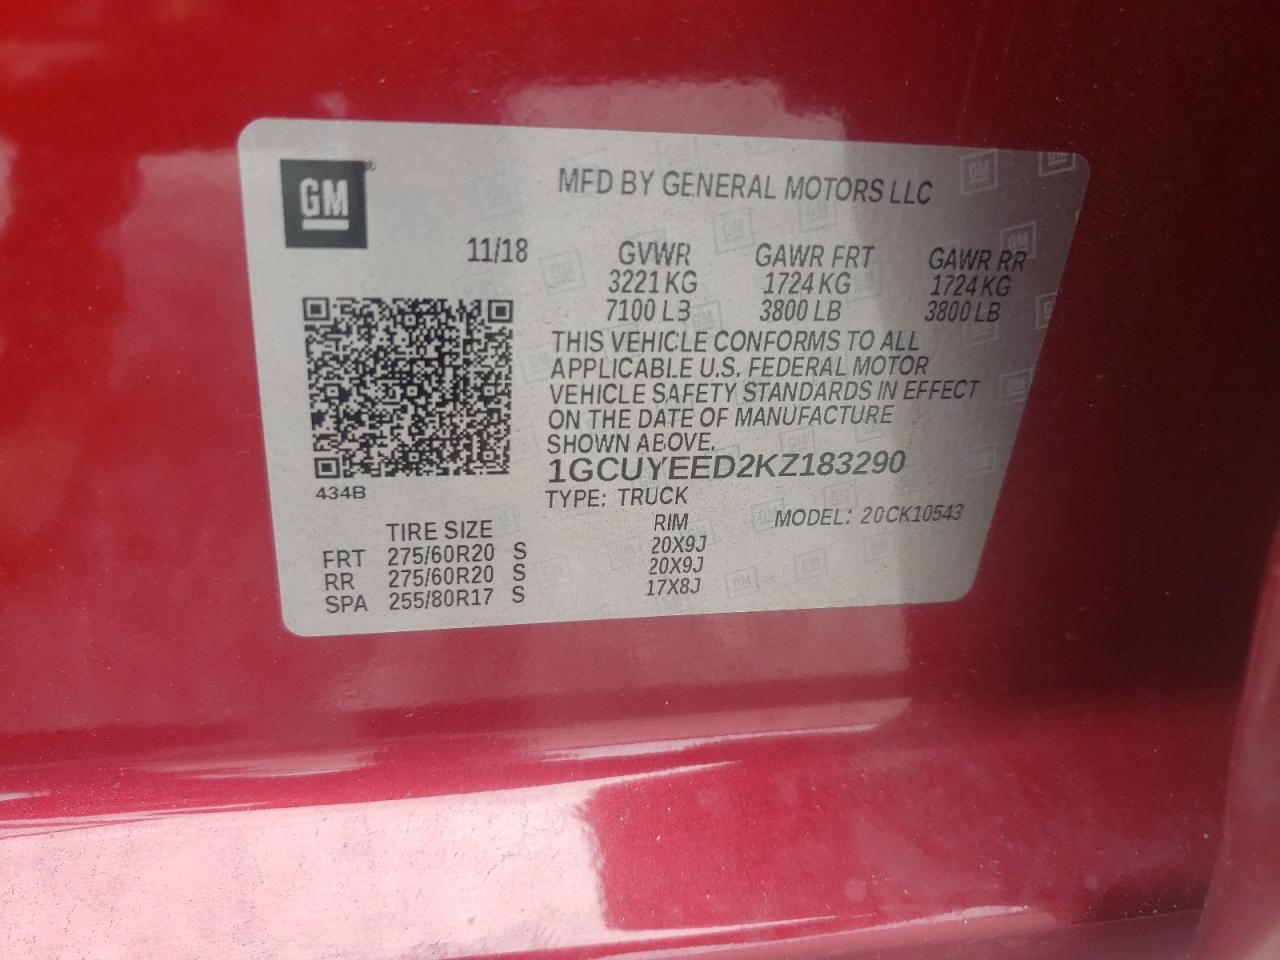 GM
MFD BY GENERAL MOTORS LLC
11/18 GVWR GAWR FRT GAWR RR
3221 KG 1724 KG 1724 KG
7100 LB 3800 LB 3800 LB
THIS VEHICLE CONFORMS TO ALL
APPLICABLE U.S. FEDERAL MOTOR
VEHICLE SAFETY STANDARDS IN EFFECT
ON THE DATE OF MANUFACTURE
SHOWN ABOVE.
1GCUYEED2KZ183290
434B
TYPE: TRUCK
MODEL: 20CK10543
TIRE SIZE RIM
FRT 275/60R20 S 20X9J
RR 275/60R20 S 20X9J
SPA 255/80R17 S 17X8J